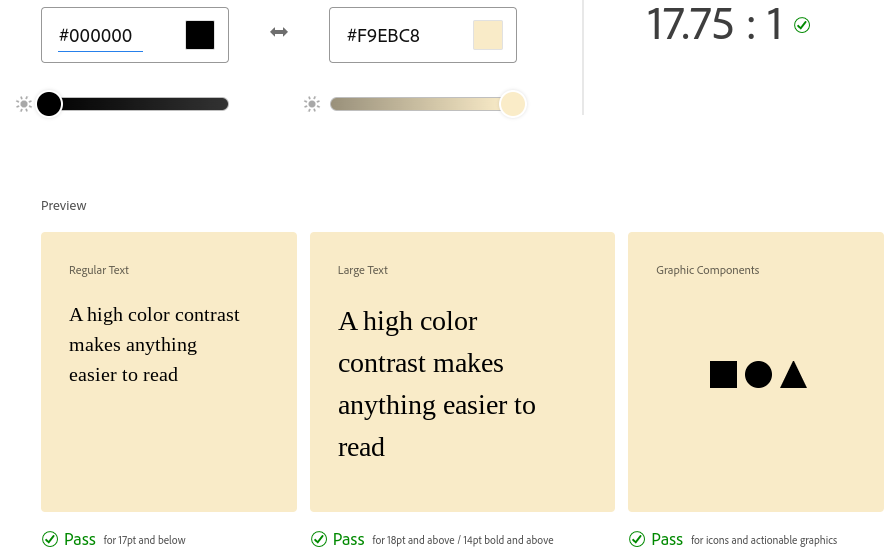 #000000
#F9EBC8
17.75 : 1
Preview
Regular Text
A high color contrast
makes anything
easier to read
Large Text
A high color
contrast makes
anything easier to
read
Graphic Components
Pass for 17pt and below
Pass for 18pt and above / 14pt bold and above
Pass for icons and actionable graphics